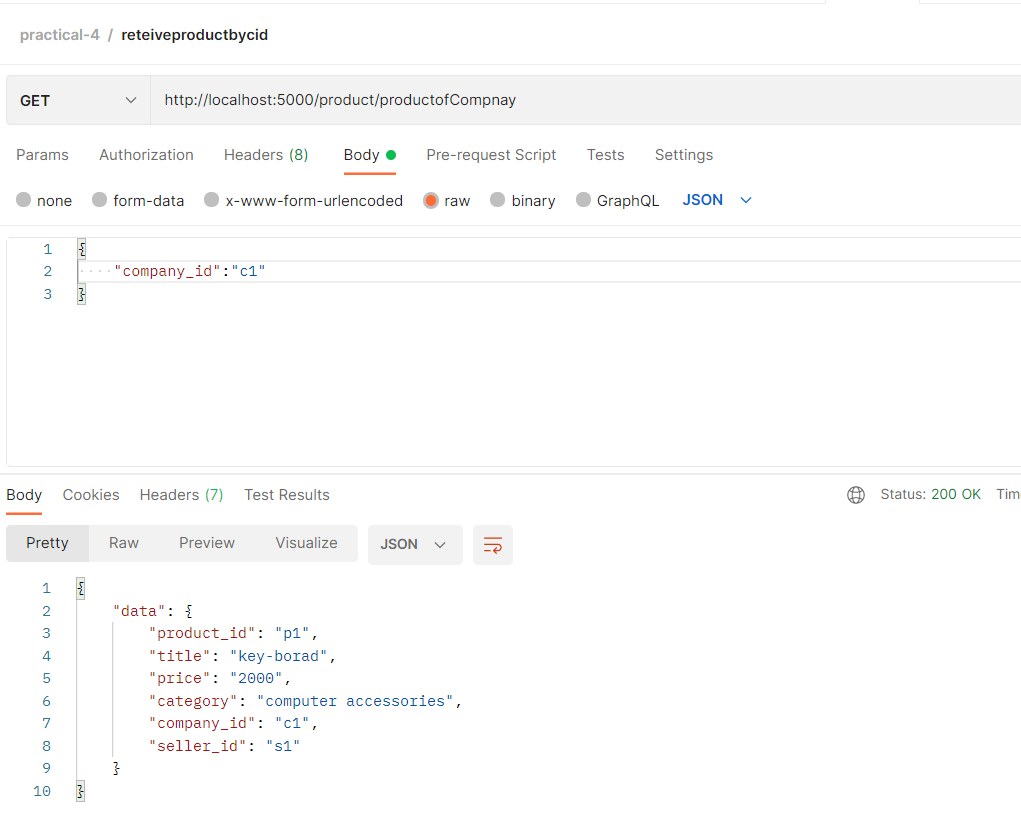 practical-4 / reteiveproductbycid
GET http://localhost:5000/product/productofCompnay
Params Authorization Headers (8) Body Pre-request Script Tests Settings
none form-data x-www-form-urlencoded raw binary GraphQL JSON
1 {
2 ····"company_id":"c1"
3 }
Body Cookies Headers (7) Test Results Status: 200 OK Tim
Pretty Raw Preview Visualize JSON
1 {
2 "data": {
3 "product_id": "p1",
4 "title": "key-borad",
5 "price": "2000",
6 "category": "computer accessories",
7 "company_id": "c1",
8 "seller_id": "s1"
9 }
10 }